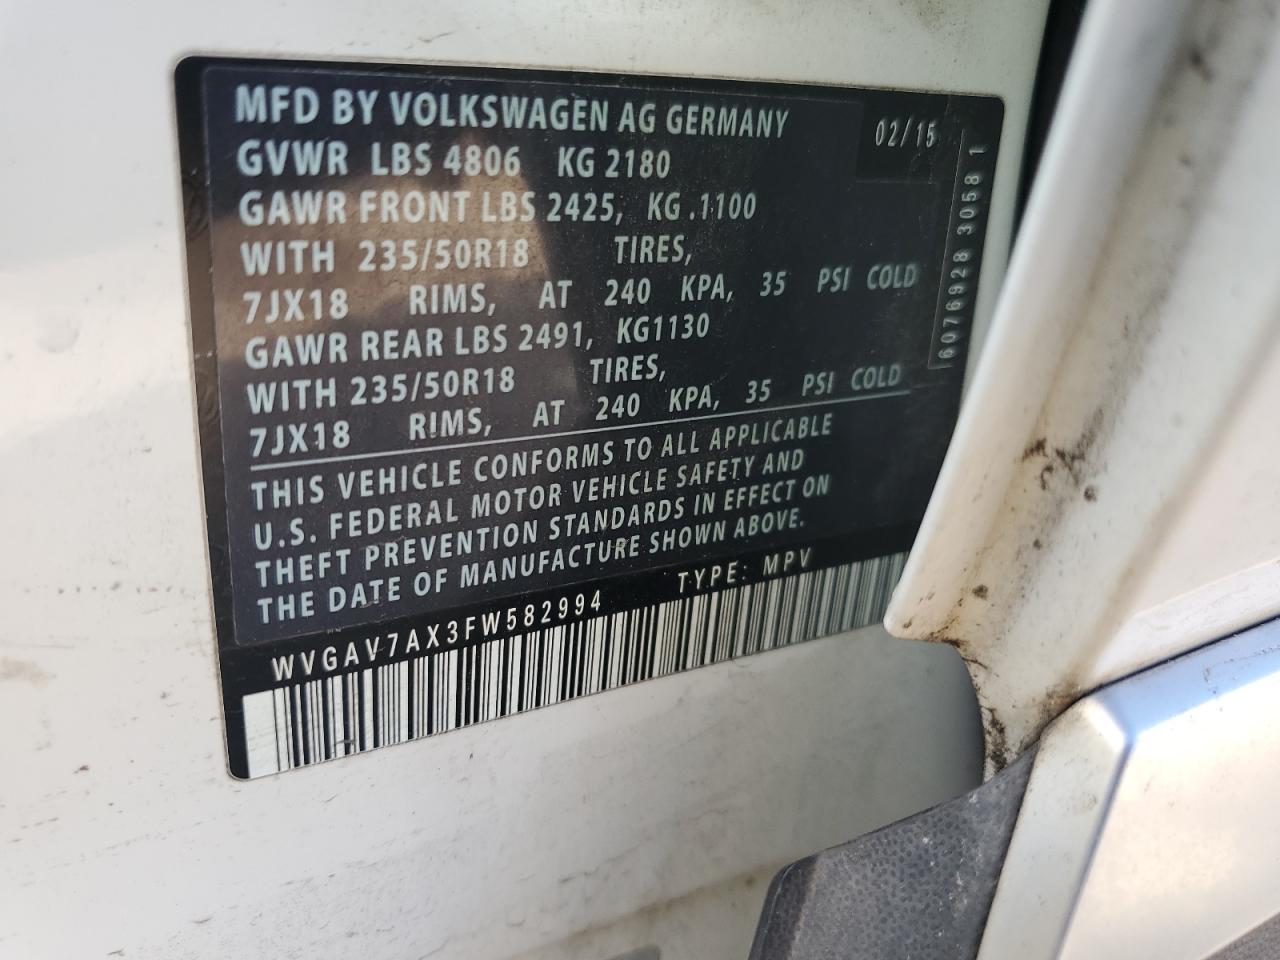 MFD BY VOLKSWAGEN AG GERMANY 02/15
GVWR LBS 4806 KG 2180
GAWR FRONT LBS 2425, KG .1100
WITH 235/50R18 TIRES,
7JX18 RIMS, AT 240 KPA, 35 PSI COLD
GAWR REAR LBS 2491, KG1130
WITH 235/50R18 TIRES,
7JX18 RIMS, AT 240 KPA, 35 PSI COLD
THIS VEHICLE CONFORMS TO ALL APPLICABLE
U.S. FEDERAL MOTOR VEHICLE SAFETY AND
THEFT PREVENTION STANDARDS IN EFFECT ON
THE DATE OF MANUFACTURE SHOWN ABOVE.
WVGAV7AX3FW582994 TYPE: MPV
6076928 3058 1